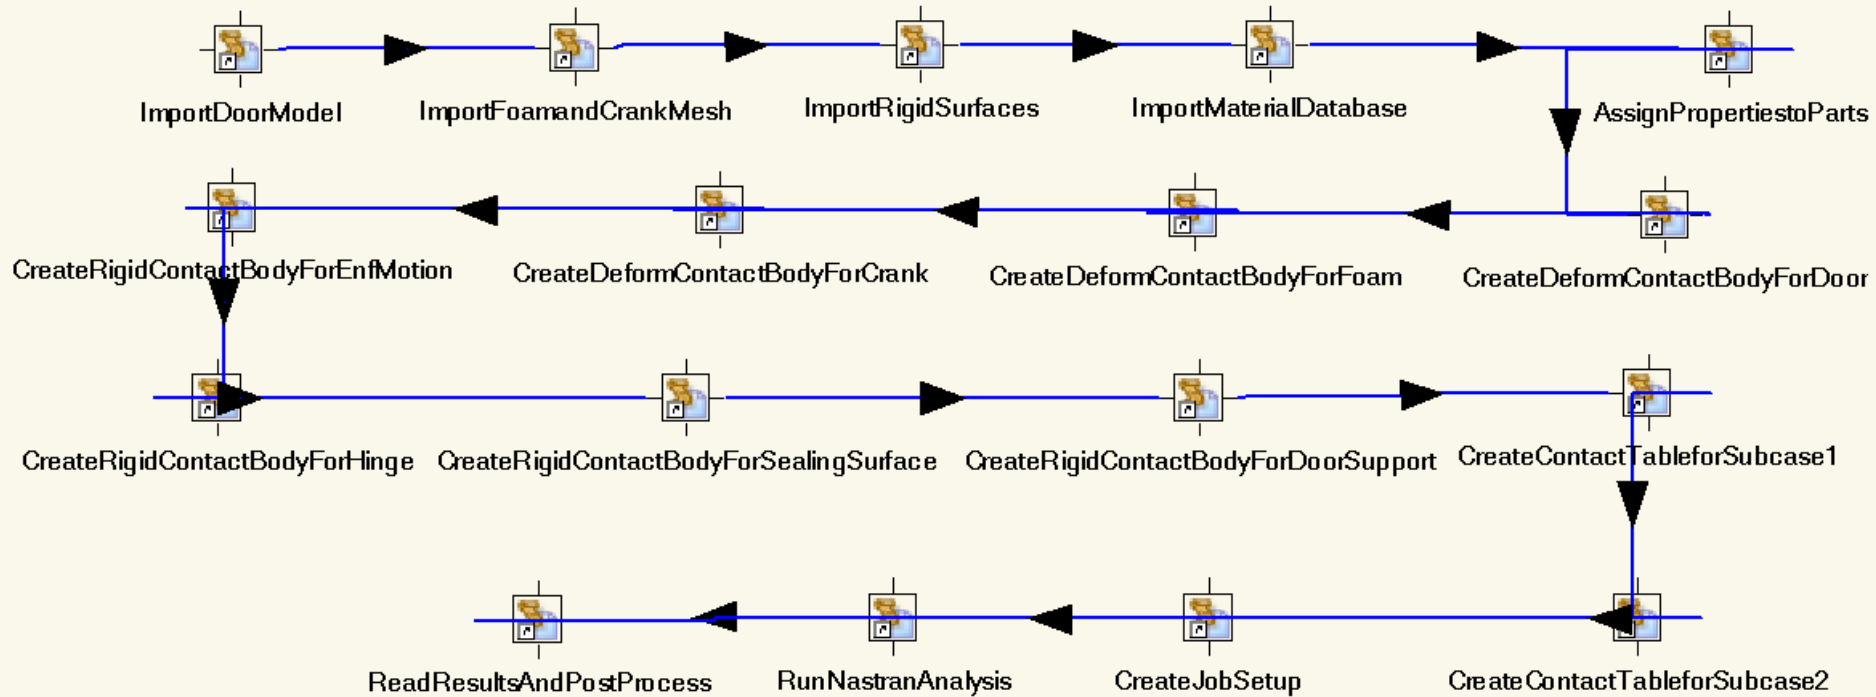 ImportDoorModel
ImportFoamandCrankMesh
ImportRigidSurfaces
ImportMaterialDatabase
AssignPropertiestoParts
CreateRigidContactBodyForEnfMotion
CreateDeformContactBodyForCrank
CreateDeformContactBodyForFoam
CreateDeformContactBodyForDoor
CreateRigidContactBodyForHinge
CreateRigidContactBodyForSealingSurface
CreateRigidContactBodyForDoorSupport
CreateContactTableforSubcase1
ReadResultsAndPostProcess
RunNastranAnalysis
CreateJobSetup
CreateContactTableforSubcase2